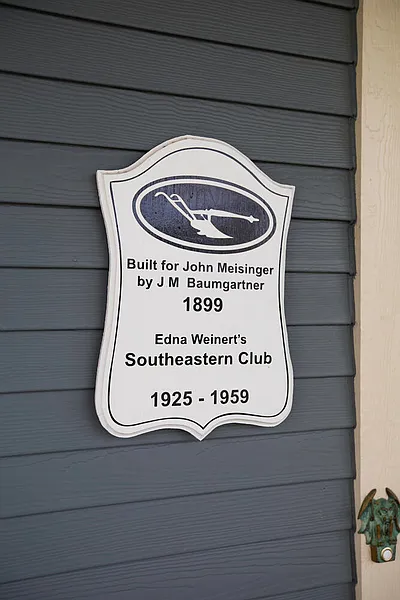 Built for John Meisinger
by J M Baumgartner
1899
Edna Weinert's
Southeastern Club
1925 - 1959